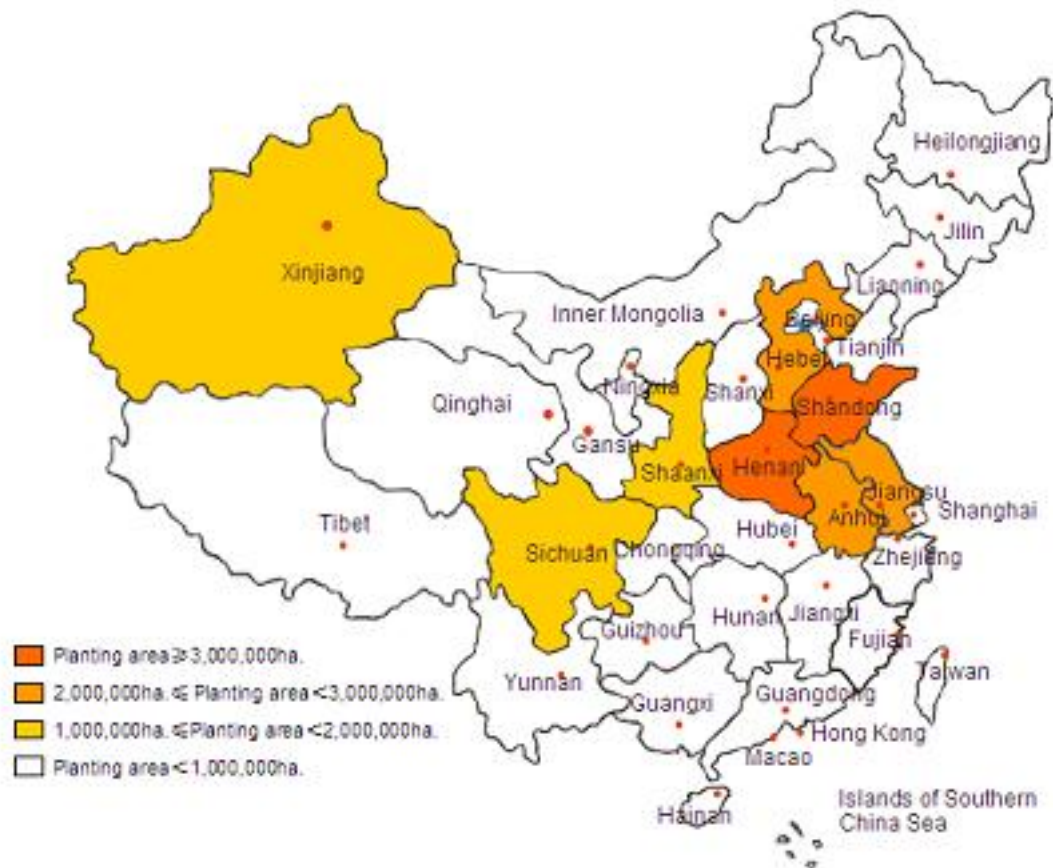 Heilongjiang
Jilin
Liaoning
Xinjiang
Inner Mongolia
Beijing
Tianjin
Hebei
Ningxia
Shanxi
Qinghai
Shandong
Gansu
Shaanxi
Henan
Jiangsu
Anhui
Shanghai
Tibet
Hubei
Sichuan
Chongqing
Zhejiang
Hunan
Jiangxi
Guizhou
Fujian
Taiwan
Yunnan
Guangxi
Guangdong
Hong Kong
Macao
Hainan
Islands of Southern
China Sea
Planting area≥3,000,000ha.
2,000,000ha.≤ Planting area<3,000,000ha.
1,000,000ha.≤Planting area<2,000,000ha.
Planting area<1,000,000ha.